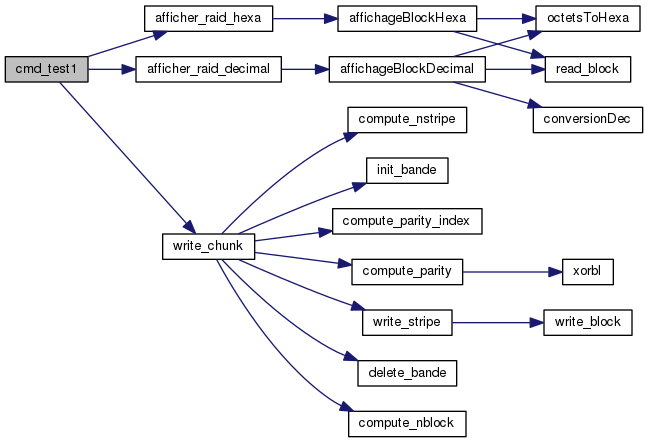 cmd_test1
afficher_raid_hexa
affichageBlockHexa
octetsToHexa
afficher_raid_decimal
affichageBlockDecimal
read_block
conversionDec
write_chunk
compute_nstripe
init_bande
compute_parity_index
compute_parity
xorbl
write_stripe
write_block
delete_bande
compute_nblock